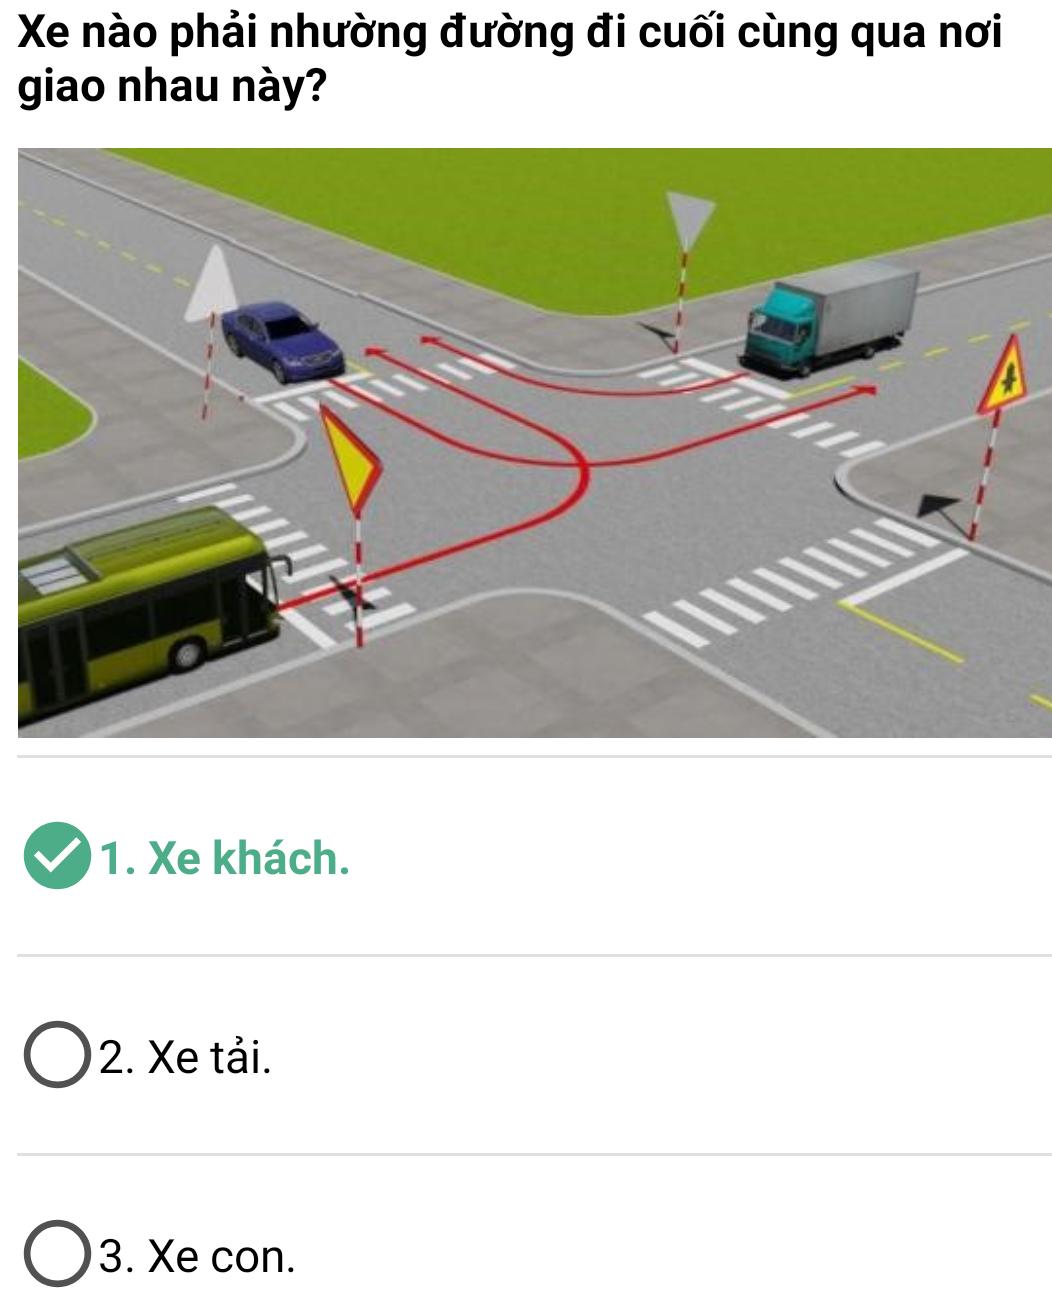 Xe nào phải nhường đường đi cuối cùng qua nơi
giao nhau này?
1. Xe khách.
2. Xe tải.
3. Xe con.